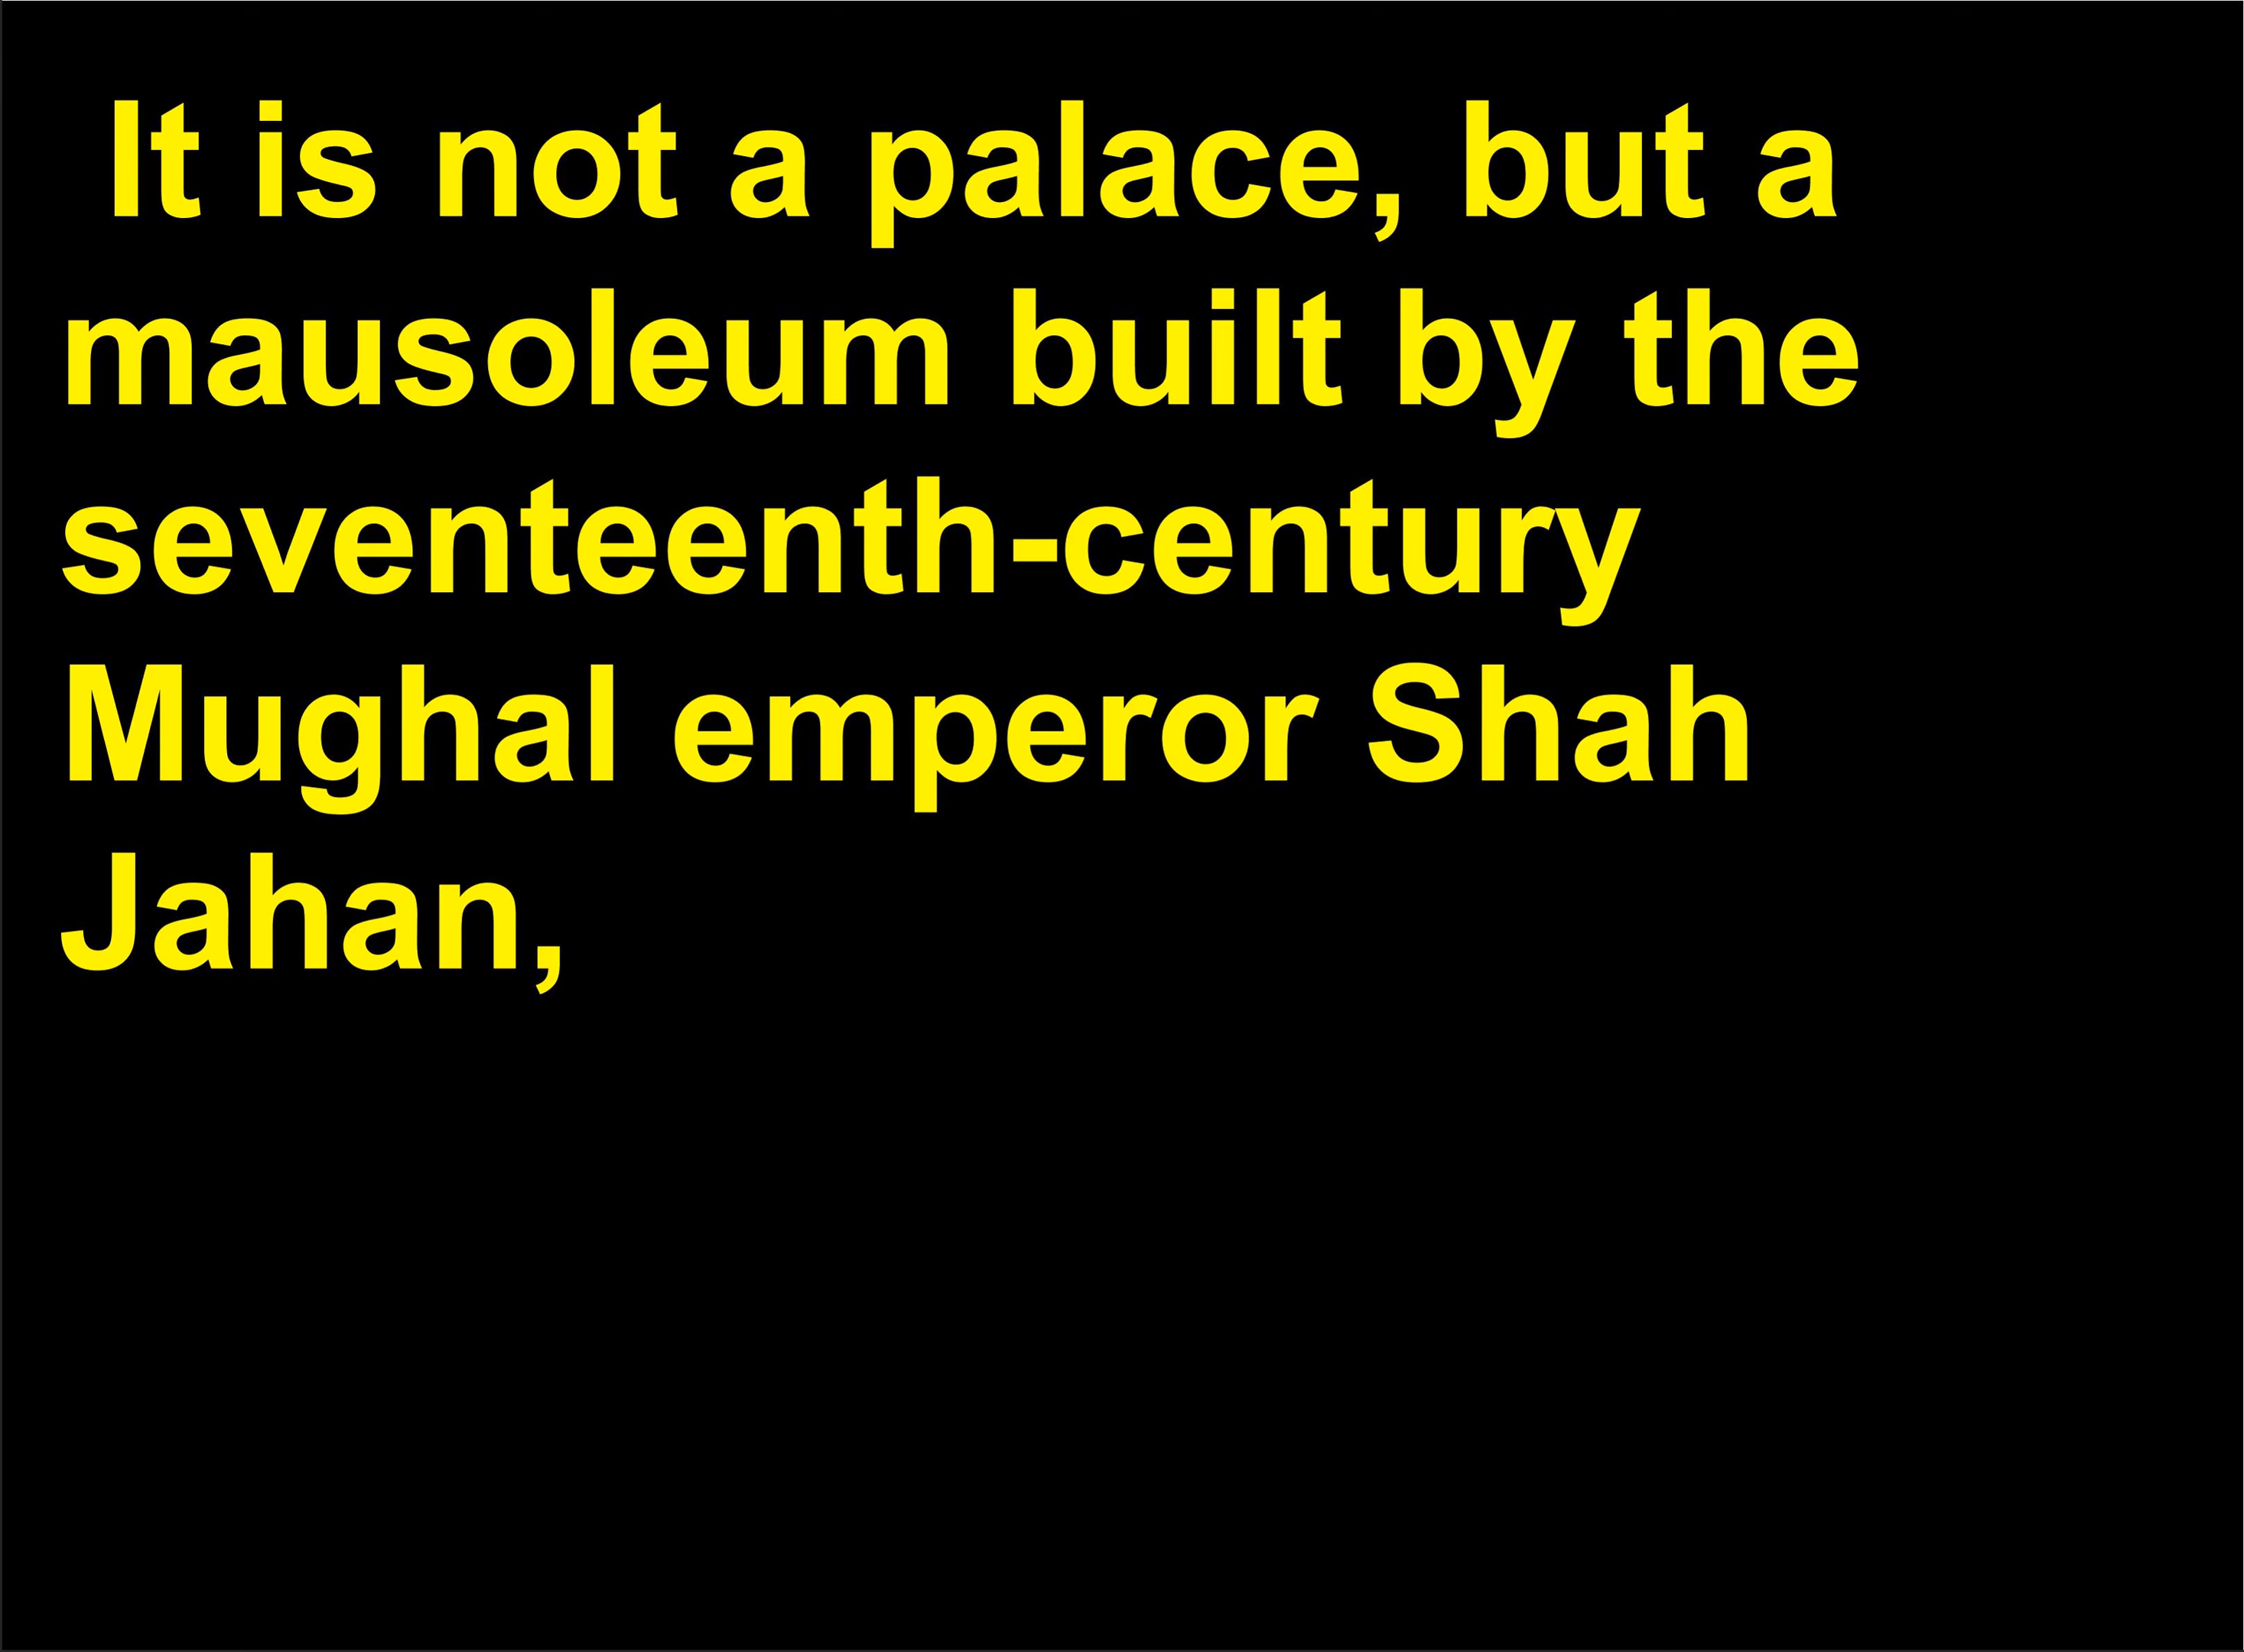 It is not a palace, but a
mausoleum built by the
seventeenth-century
Mughal emperor Shah
Jahan,